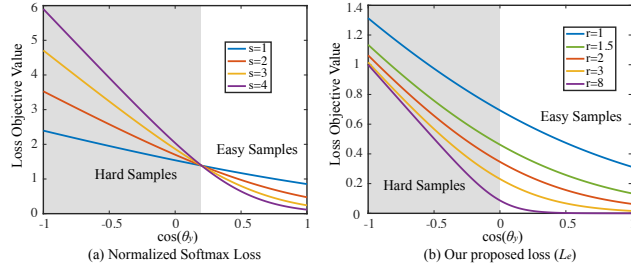 6
5
4
3
2
1
0
Loss Objective Value
s=1
s=2
s=3
s=4
Easy Samples
Hard Samples
-1
-0.5
0
0.5
1
cos(θy)
(a) Normalized Softmax Loss
1.4
1.2
1
0.8
0.6
0.4
0.2
0
Loss Objective Value
r=1
r=1.5
r=2
r=3
r=8
Easy Samples
Hard Samples
-1
-0.5
0
0.5
cos(θy)
(b) Our proposed loss (Le)